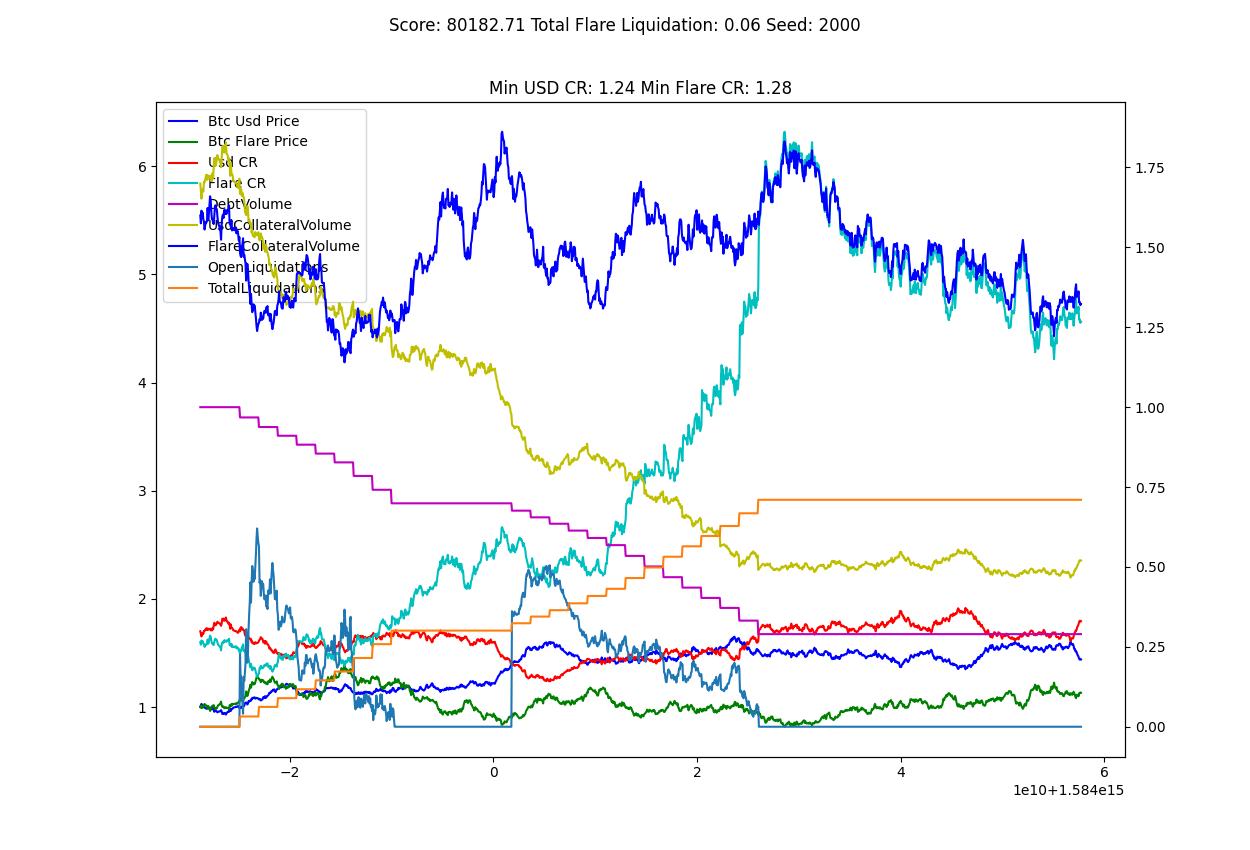 Score: 80182.71 Total Flare Liquidation: 0.06 Seed: 2000
Min USD CR: 1.24 Min Flare CR: 1.28
Btc Usd Price
Btc Flare Price
Usd CR
Flare CR
DebtVolume
UsdCollateralVolume
FlareCollateralVolume
OpenLiquidations
TotalLiquidations
6
5
4
3
2
1
1.75
1.50
1.25
1.00
0.75
0.50
0.25
0.00
−2
0
2
4
6
1e10+1.584e15